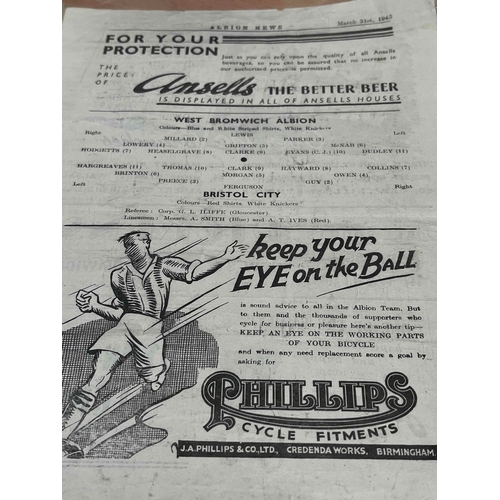 ALBION NEWS March 31st, 1945
FOR YOUR
PROTECTION
Just so you can rely upon the quality of all Ansells
beverages, so you can be assured that no increase in
our authorised prices is permitted.
THE
PRICE:
OF
Ansells THE BETTER BEER
IS DISPLAYED IN ALL OF ANSELLS HOUSES
WEST BROMWICH ALBION
Colours—Blue and White Striped Shirts, White Knickers
Right LEWIS Left
MILLARD (2) PARKER (3)
LOWERY (4) GRIPTON (5) McNAB (6)
HODGETTS (7) HEASELGRAVE (8) CLARKE (9) EVANS (C. J.) (10) DUDLEY (11)
HARGREAVES (11) THOMAS (10) CLARK (9) HAYWARD (8) COLLINS (7)
BRINTON (6) MORGAN (5) OWEN (4)
PREECE (3) GUY (2)
Left FERGUSON Right
BRISTOL CITY
Colours—Red Shirts, White Knickers
Referee: Corp. G. L. ILIFFE (Gloucester).
Linesmen: Messrs. A. SMITH (Blue) and A. T. IVES (Red).
keep your
EYE on the BALL
is sound advice to all in the Albion Team. But
to them and the thousands of supporters who
cycle for business or pleasure here's another tip—
KEEP AN EYE ON THE WORKING PARTS
OF YOUR BICYCLE
and when any need replacement score a goal by
asking for
PHILLIPS
CYCLE FITMENTS
J.A. PHILLIPS & CO., LTD., CREDENDA WORKS, BIRMINGHAM.